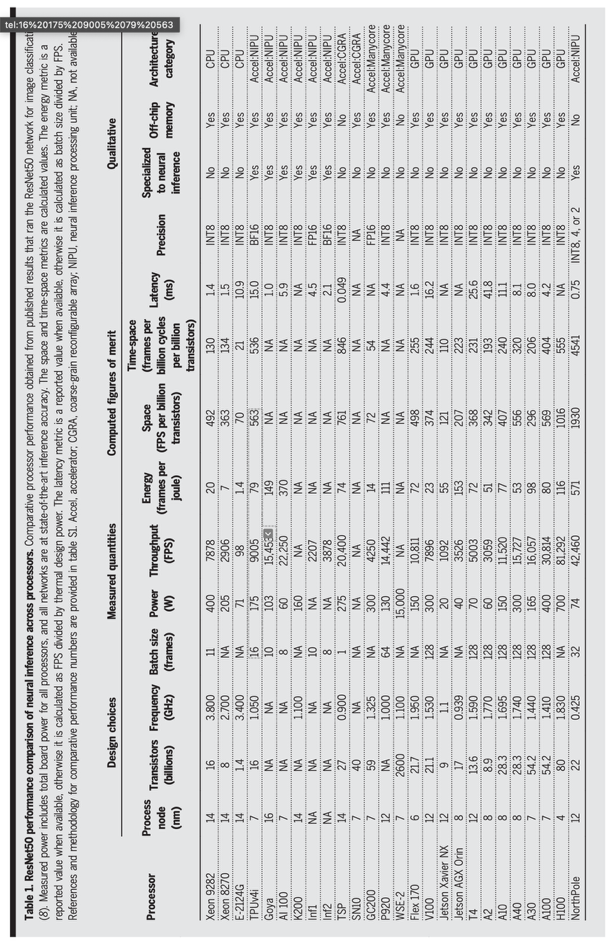 tel:16%20175%209005%2079%20563
Table 1. ResNet50 performance comparison of neural inference across processors. Comparative processor performance obtained from published results that ran the ResNet50 network for image classificat
(8). Measured power includes total board power for all processors, and all networks are at state-of-the-art inference accuracy. The space and time-space metrics are calculated values. The energy metric is a
reported value when available, otherwise it is calculated as FPS divided by thermal design power. The latency metric is a reported value when available, otherwise it is calculated as batch size divided by FPS.
References and methodology for comparative performance numbers are provided in table S1. Accel, accelerator; CGRA, coarse-grain reconfigurable array; NIPU, neural inference processing unit; NA, not available
Design choices Measured quantities Computed figures of merit Qualitative
Processor Process node (nm) Transistors (billions) Frequency (GHz) Batch size (frames) Power (W) Throughput (FPS) Energy (frames per joule) Space (FPS per billion transistors) Time-space (frames per billion cycles per billion transistors) Latency (ms) Precision Specialized to neural inference Off-chip memory Architecture category
Xeon 9282 14 16 3.800 11 400 7878 20 492 130 1.4 INT8 No Yes CPU
Xeon 8270 14 8 2.700 NA 205 2906 7 363 134 1.5 INT8 No Yes CPU
E-2124G 14 1.4 3.400 NA 71 98 1.4 70 21 10.9 INT8 No Yes CPU
TPUv4i 7 16 1.050 16 175 9005 79 563 536 15.0 BF16 Yes Yes Accel:NIPU
Goya 16 NA NA 10 103 15,453 149 NA NA 1.0 INT8 Yes Yes Accel:NIPU
AI 100 7 NA NA 8 60 22,250 370 NA NA 5.9 INT8 Yes Yes Accel:NIPU
K200 14 NA 1.100 NA 160 NA NA NA NA NA INT8 Yes Yes Accel:NIPU
Inf1 NA NA NA 10 NA 2207 NA NA NA 4.5 FP16 Yes Yes Accel:NIPU
Inf2 NA NA NA 8 NA 3878 NA NA NA 2.1 BF16 Yes Yes Accel:NIPU
TSP 14 27 0.900 1 275 20,400 74 761 846 0.049 INT8 No No Accel:CGRA
SN10 7 40 NA NA NA NA NA NA NA NA NA No Yes Accel:CGRA
GC200 7 59 1.325 NA 300 4250 14 72 54 NA FP16 No Yes Accel:Manycore
P920 12 NA 1.000 64 130 14,442 111 NA NA 4.4 INT8 No Yes Accel:Manycore
WSE-2 7 2600 1.100 NA 15,000 NA NA NA NA NA NA No No Accel:Manycore
Flex 170 6 21.7 1.950 NA 150 10,811 72 498 255 1.6 INT8 No Yes GPU
V100 12 21.1 1.530 128 300 7896 23 374 244 16.2 INT8 No Yes GPU
Jetson Xavier NX 12 9 1.1 NA 20 1092 55 121 110 NA INT8 No Yes GPU
Jetson AGX Orin 8 17 0.939 NA 40 3526 153 207 223 NA INT8 No Yes GPU
T4 12 13.6 1.590 128 70 5003 72 368 231 25.6 INT8 No Yes GPU
A2 8 8.9 1.770 128 60 3059 51 342 193 41.8 INT8 No Yes GPU
A10 8 28.3 1.695 128 150 11,520 77 407 240 11.1 INT8 No Yes GPU
A40 8 28.3 1.740 128 300 15,727 53 556 320 8.1 INT8 No Yes GPU
A30 7 54.2 1.440 128 165 16,057 98 296 206 8.0 INT8 No Yes GPU
A100 7 54.2 1.410 128 400 30,814 80 569 404 4.2 INT8 No Yes GPU
H100 4 80 1.830 NA 700 81,292 116 1016 555 NA INT8 No Yes GPU
NorthPole 12 22 0.425 32 74 42,460 571 1930 4541 0.75 INT8, 4, or 2 Yes No Accel:NIPU